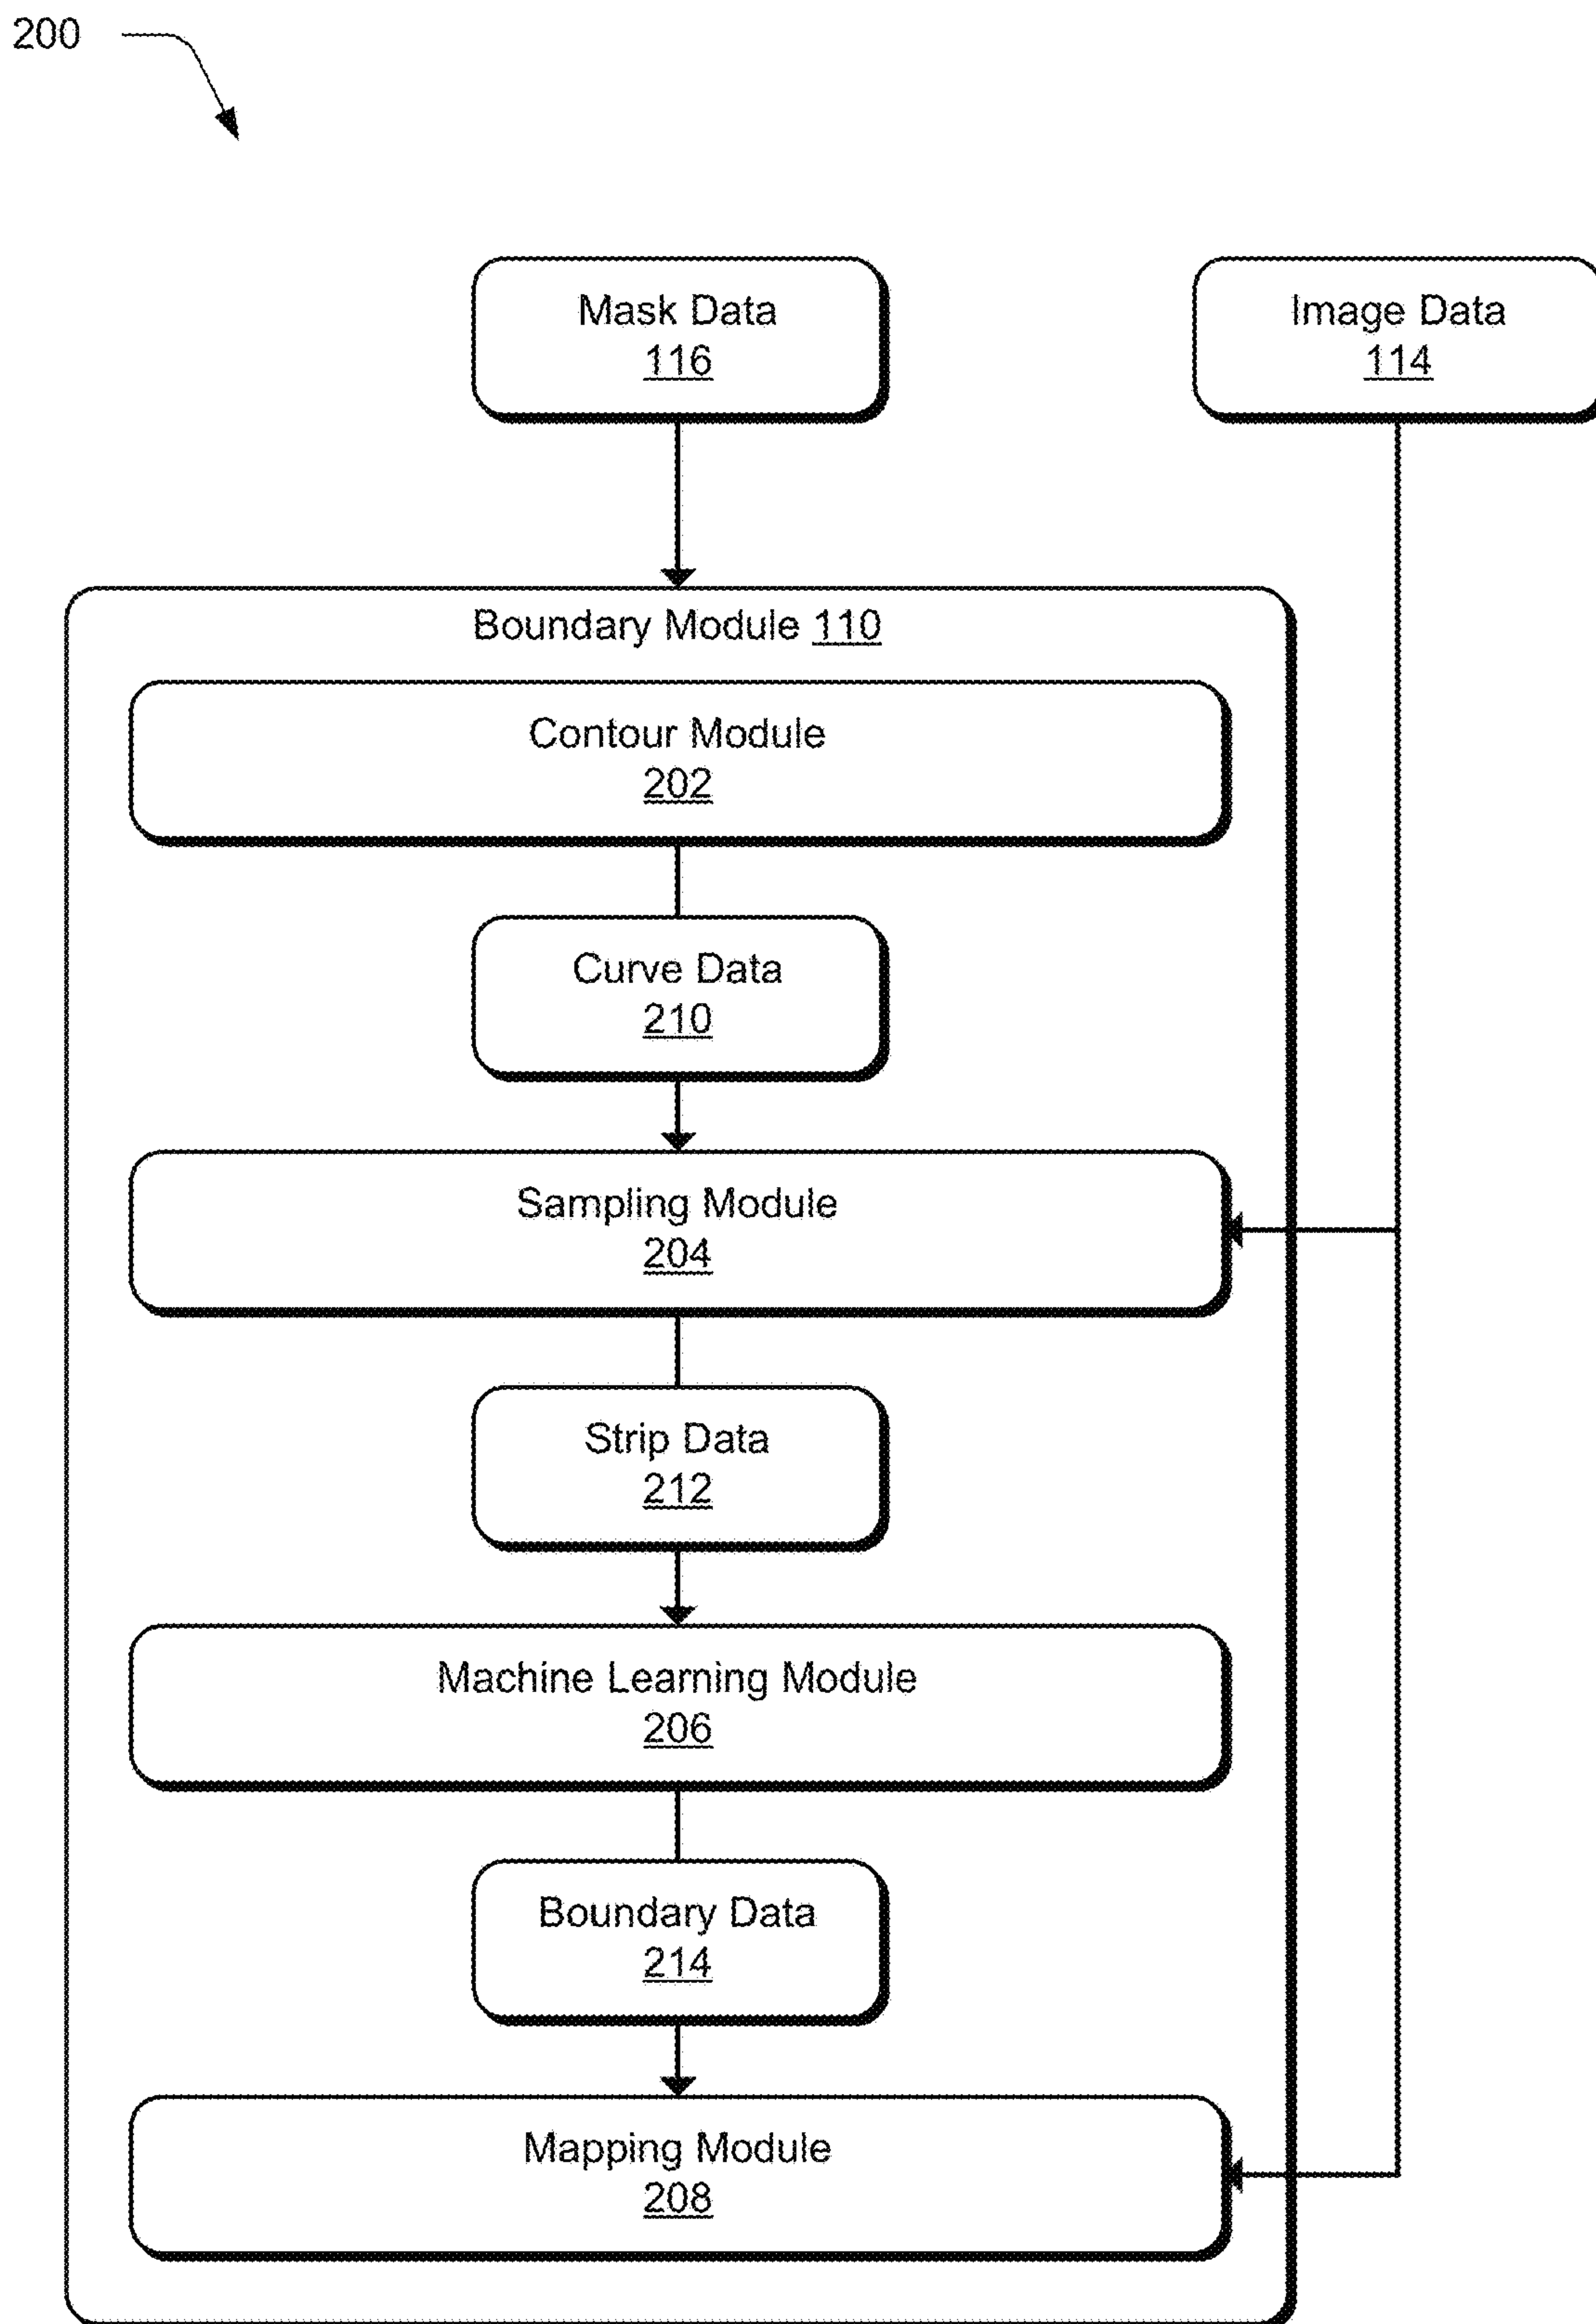 200
Mask Data
116
Image Data
114
Boundary Module 110
Contour Module
202
Curve Data
210
Sampling Module
204
Strip Data
212
Machine Learning Module
206
Boundary Data
214
Mapping Module
208